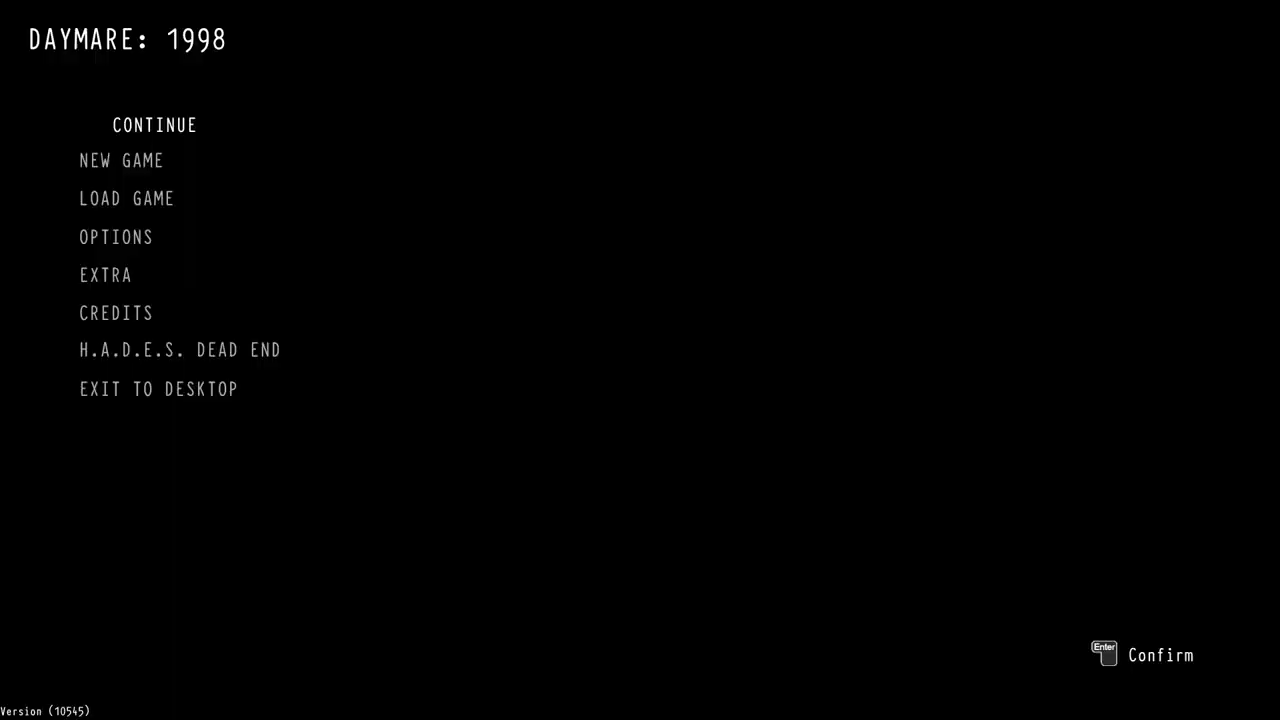 DAYMARE: 1998
CONTINUE
NEW GAME
LOAD GAME
OPTIONS
EXTRA
CREDITS
H.A.D.E.S. DEAD END
EXIT TO DESKTOP
Enter Confirm
Version (10545)